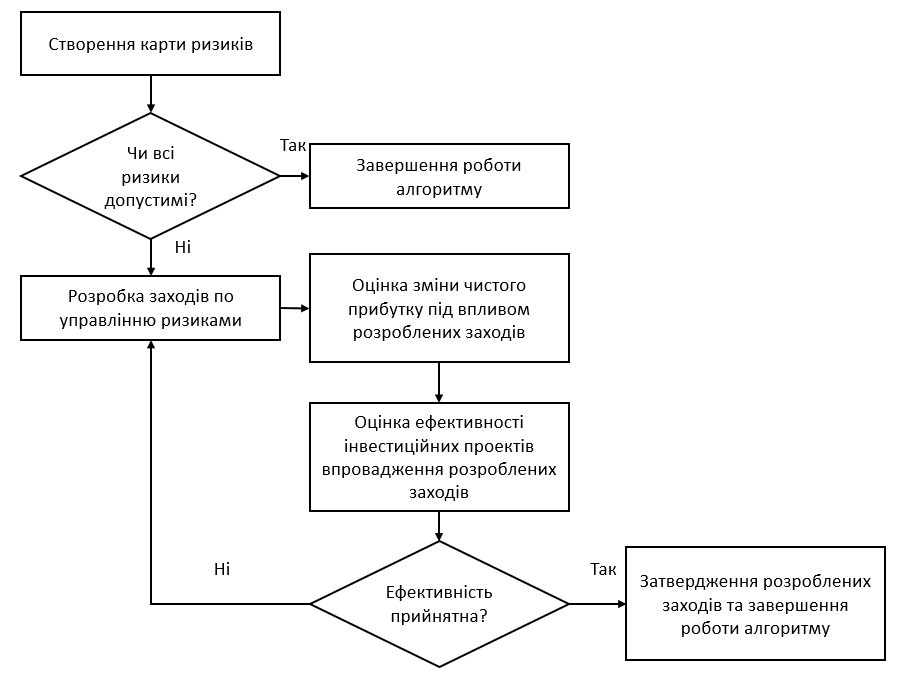 Створення карти ризиків
Чи всі
ризики
допустимі?
Так
Завершення роботи
алгоритму
Ні
Розробка заходів по
управлінню ризиками
Оцінка зміни чистого
прибутку під впливом
розроблених заходів
Оцінка ефективності
інвестиційних проектів
впровадження розроблених
заходів
Ні
Ефективність
прийнятна?
Так
Затвердження розроблених
заходів та завершення
роботи алгоритму